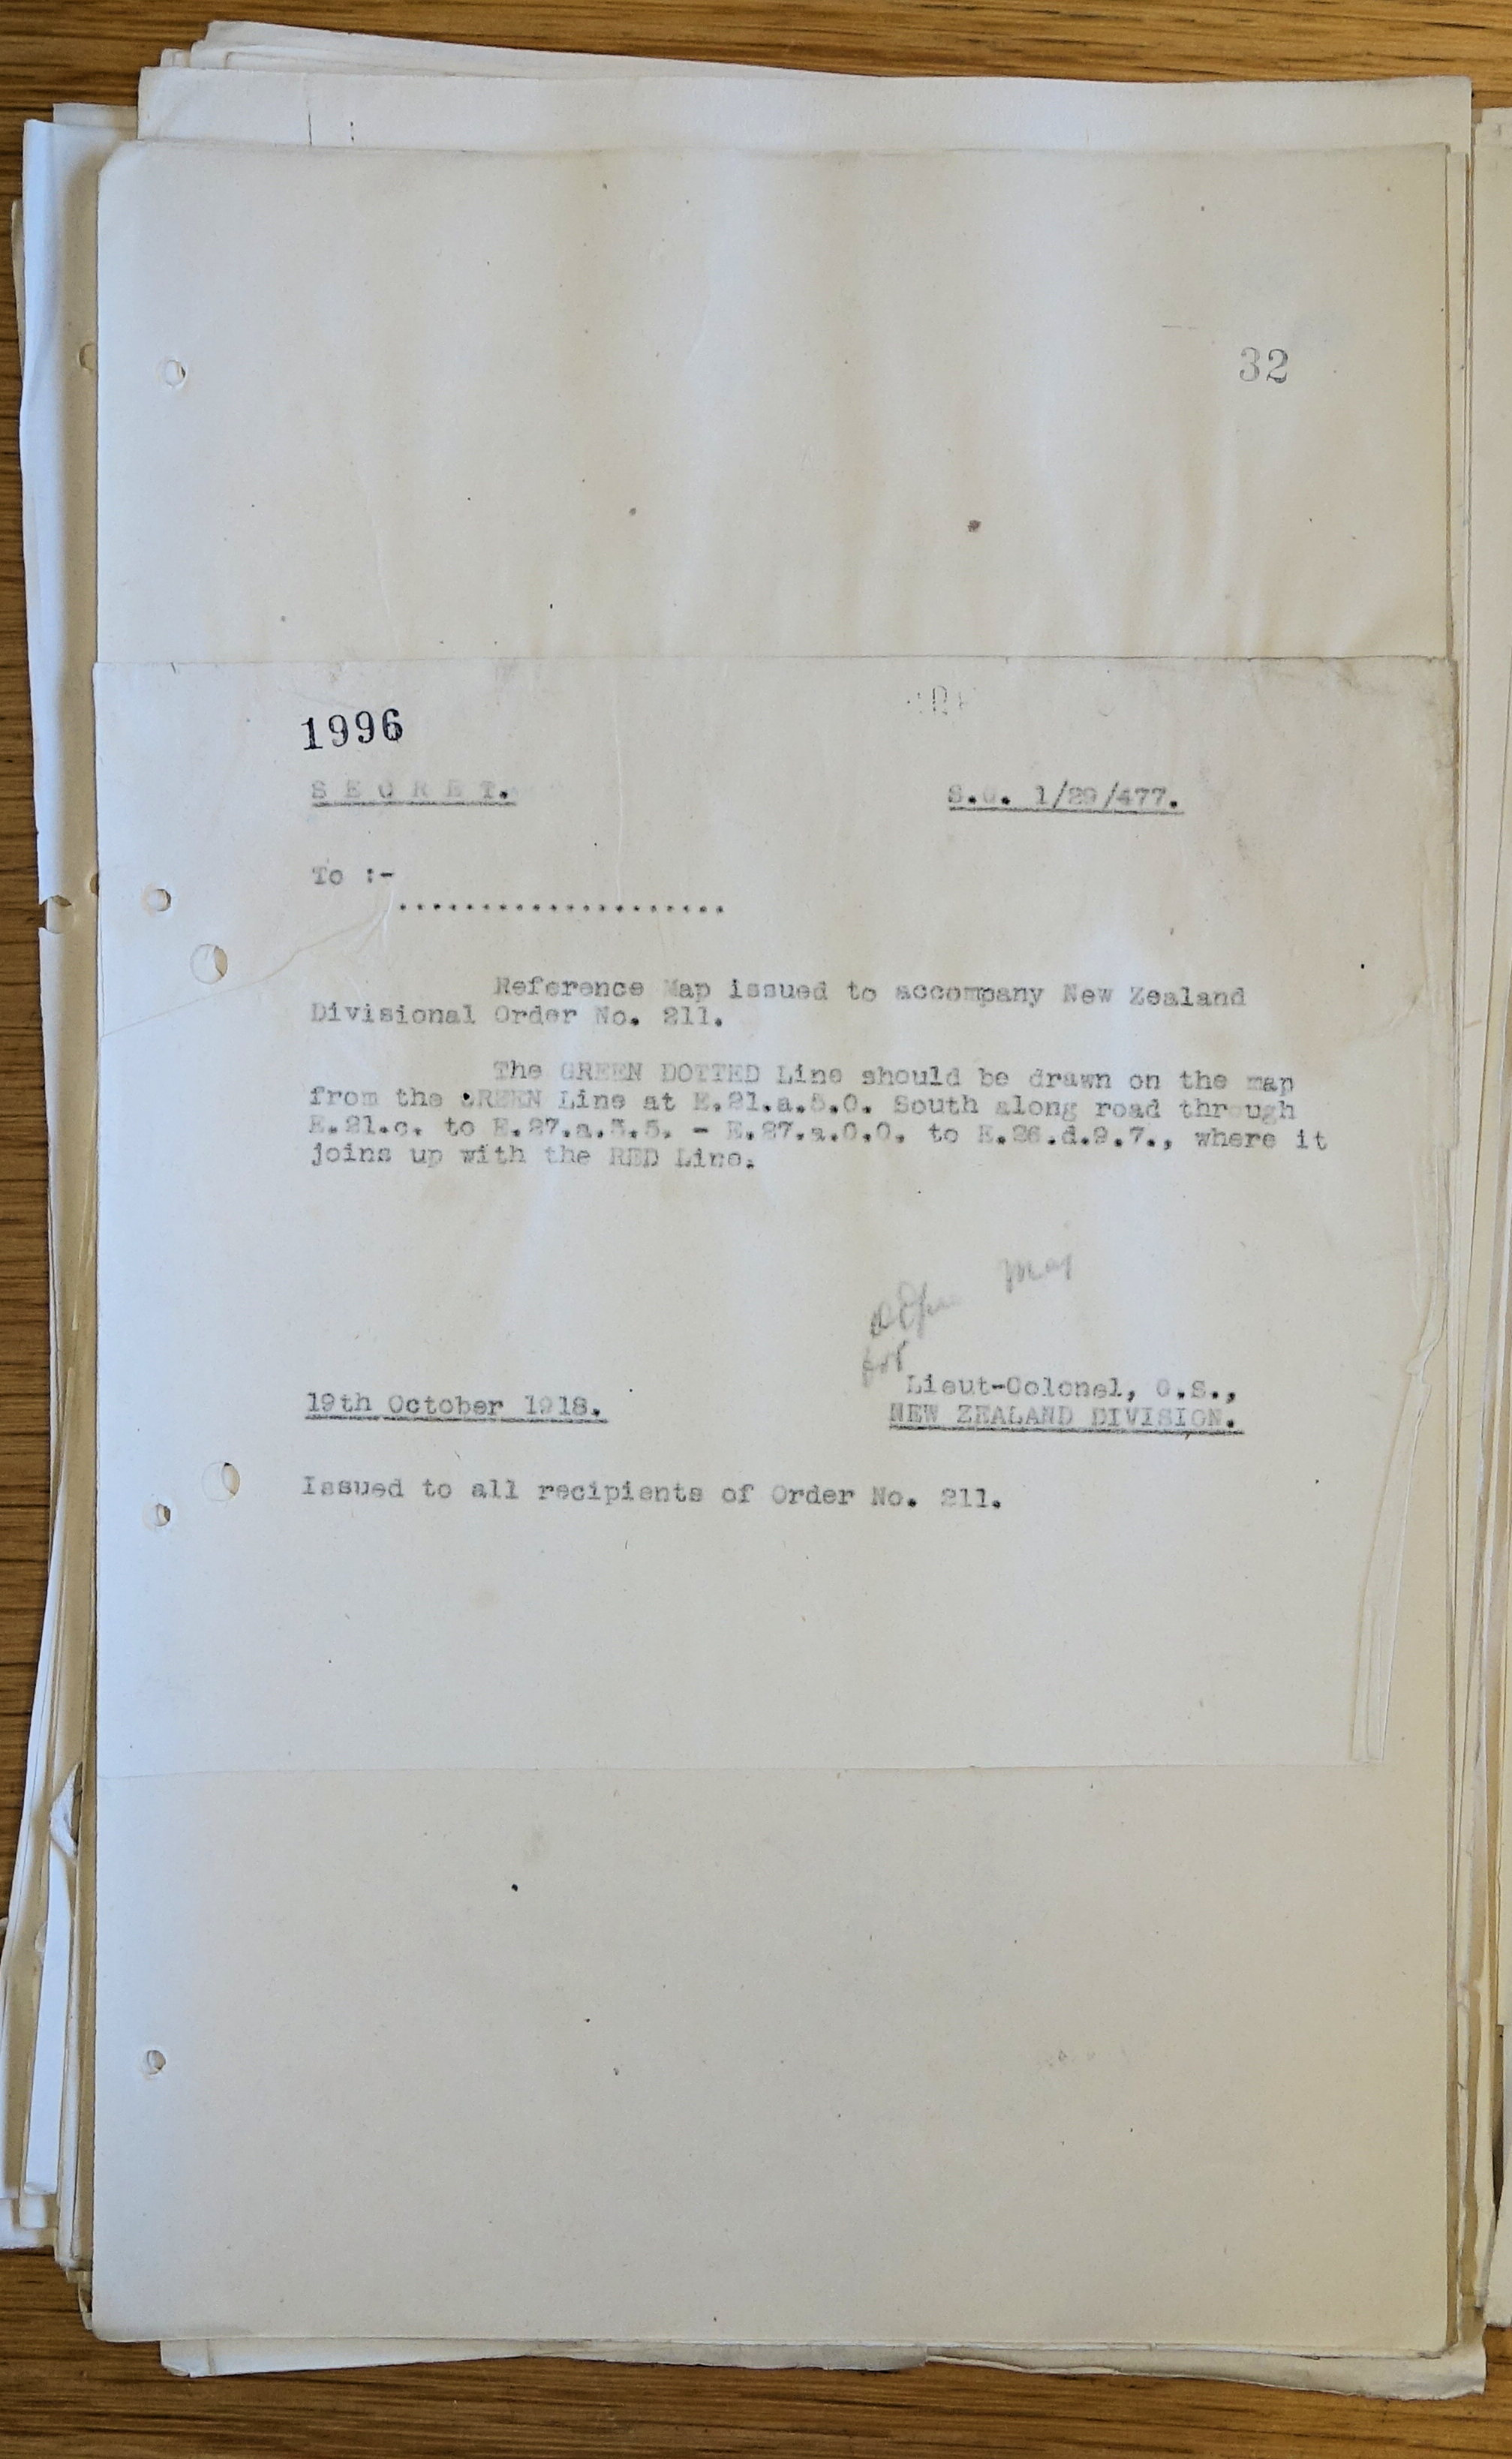 32
1996
S E C R E T.
S.G. 1/29/477.
To :-
....................
Reference Map issued to accompany New Zealand
Divisional Order No. 211.
The GREEN DOTTED Line should be drawn on the map
from the GREEN Line at E.21.a.5.0. South along road through
E.21.c. to E.27.a.5.5. - E.27.a.0.0. to E.26.d.9.7., where it
joins up with the RED Line.
for
Lieut-Colonel, G.S.,
19th October 1918.
NEW ZEALAND DIVISION.
Issued to all recipients of Order No. 211.